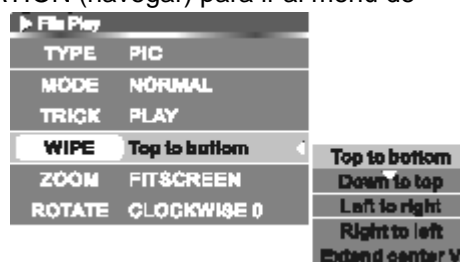 ATION (navegar) para ir al menú de
File Play
TYPE PIC
MODE NORMAL
TRICK PLAY
WIPE Top to bottom
ZOOM FITSCREEN
ROTATE CLOCKWISE 0
Top to bottom
Down to top
Left to right
Right to left
Extend center V